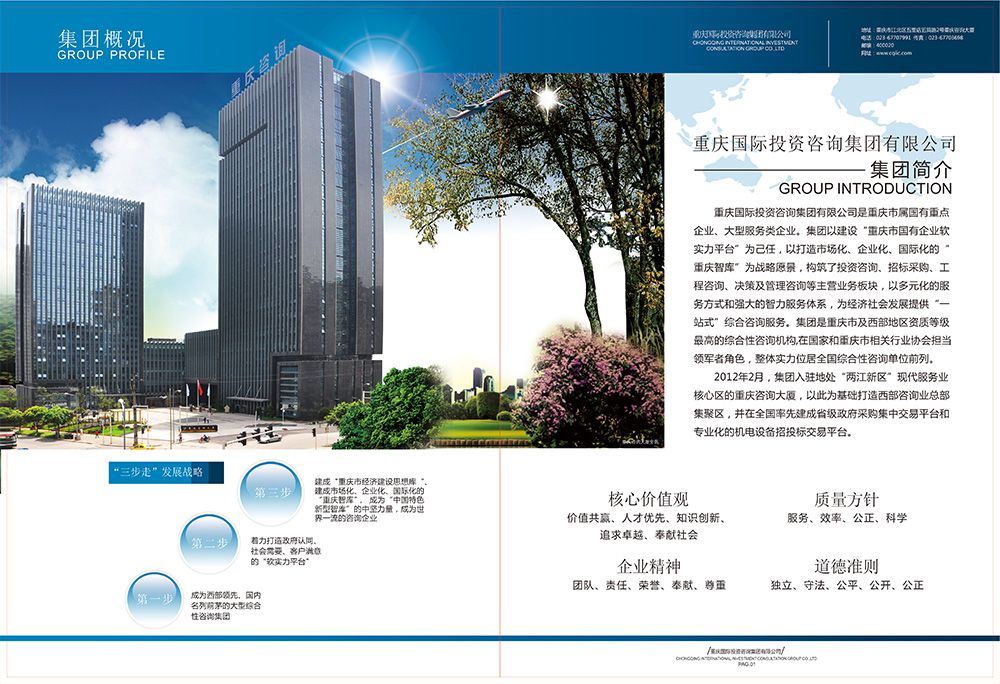 集团概况
GROUP PROFILE
重庆国际投资咨询集团有限公司
CHONGQING INTERNATIONAL INVESTMENT
CONSULTATION GROUP CO.,LTD
地址：重庆市江北区五里店五简路2号重庆咨询大厦
电话：023-67707991 传真：023-67703698
邮编：400020
网址：www.cqiic.com
重庆咨询
重庆国际投资咨询集团有限公司
集团简介
GROUP INTRODUCTION
重庆国际投资咨询集团有限公司是重庆市属国有重点
企业、大型服务类企业。集团以建设“重庆市国有企业软
实力平台”为己任，以打造市场化、企业化、国际化的“
重庆智库”为战略愿景，构筑了投资咨询、招标采购、工
程咨询、决策及管理咨询等主营业务板块，以多元化的服
务方式和强大的智力服务体系，为经济社会发展提供“一
站式”综合咨询服务。集团是重庆市及西部地区资质等级
最高的综合性咨询机构,在国家和重庆市相关行业协会担当
领军者角色，整体实力位居全国综合性咨询单位前列。
2012年2月，集团入驻地处“两江新区”现代服务业
核心区的重庆咨询大厦，以此为基础打造西部咨询业总部
集聚区，并在全国率先建成省级政府采购集中交易平台和
专业化的机电设备招投标交易平台。
“三步走”发展战略
第三步
建成“重庆市经济建设思想库“、
建成市场化、企业化、国际化的
“重庆智库”，成为“中国特色
新型智库”的中坚力量，成为世
界一流的咨询企业
第二步
着力打造政府认同、
社会需要、客户满意
的“软实力平台”
第一步
成为西部领先、国内
名列前茅的大型综合
性咨询集团
核心价值观
价值共赢、人才优先、知识创新、
追求卓越、奉献社会
质量方针
服务、效率、公正、科学
企业精神
团队、责任、荣誉、奉献、尊重
道德准则
独立、守法、公平、公开、公正
/重庆国际投资咨询集团有限公司/
CHONGQING INTERNATIONAL INVESTMENT CONSULTATION GROUP CO.,LTD
PAG.01